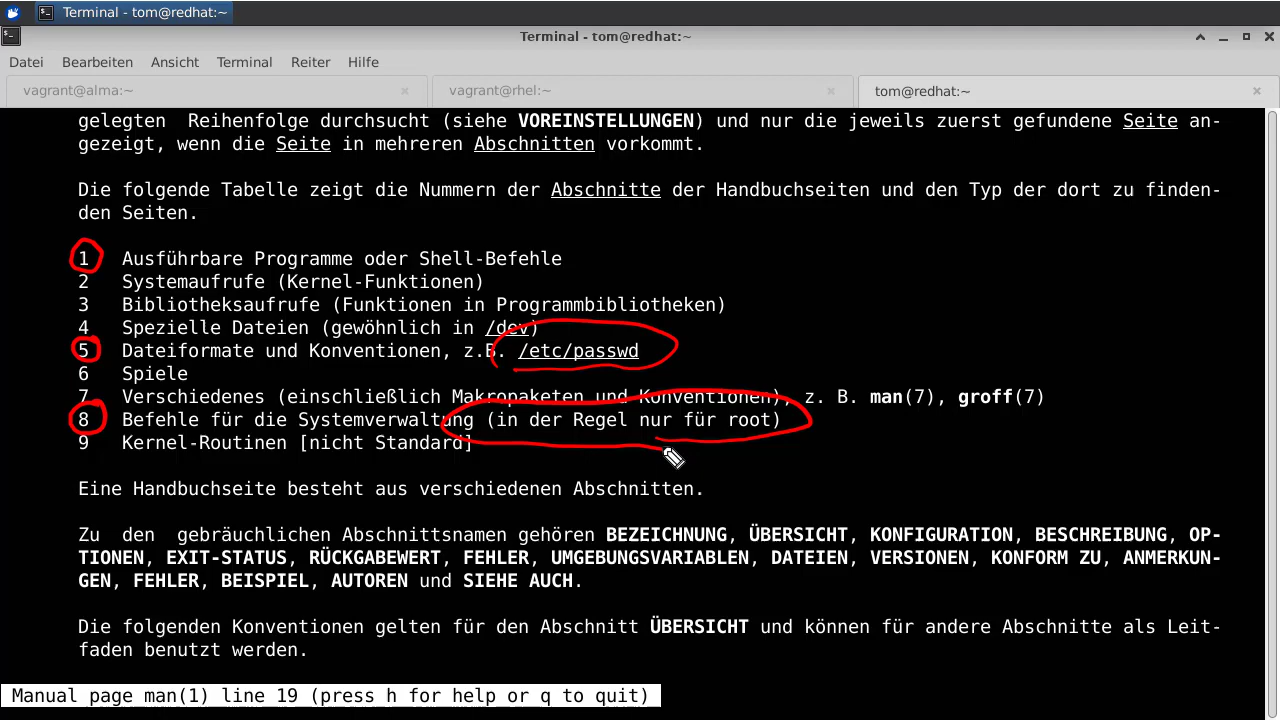 Terminal - tom@redhat:~
Terminal - tom@redhat:~
Datei Bearbeiten Ansicht Terminal Reiter Hilfe
vagrant@alma:~ vagrant@rhel:~ tom@redhat:~
gelegten  Reihenfolge durchsucht (siehe VOREINSTELLUNGEN) und nur die jeweils zuerst gefundene Seite an-
gezeigt, wenn die Seite in mehreren Abschnitten vorkommt.
Die folgende Tabelle zeigt die Nummern der Abschnitte der Handbuchseiten und den Typ der dort zu finden-
den Seiten.
1   Ausführbare Programme oder Shell-Befehle
2   Systemaufrufe (Kernel-Funktionen)
3   Bibliotheksaufrufe (Funktionen in Programmbibliotheken)
4   Spezielle Dateien (gewöhnlich in /dev)
5   Dateiformate und Konventionen, z.B. /etc/passwd
6   Spiele
7   Verschiedenes (einschließlich Makropaketen und Konventionen), z. B. man(7), groff(7)
8   Befehle für die Systemverwaltung (in der Regel nur für root)
9   Kernel-Routinen [nicht Standard]
Eine Handbuchseite besteht aus verschiedenen Abschnitten.
Zu  den  gebräuchlichen Abschnittsnamen gehören BEZEICHNUNG, ÜBERSICHT, KONFIGURATION, BESCHREIBUNG, OP-
TIONEN, EXIT-STATUS, RÜCKGABEWERT, FEHLER, UMGEBUNGSVARIABLEN, DATEIEN, VERSIONEN, KONFORM ZU, ANMERKUN-
GEN, FEHLER, BEISPIEL, AUTOREN und SIEHE AUCH.
Die folgenden Konventionen gelten für den Abschnitt ÜBERSICHT und können für andere Abschnitte als Leit-
faden benutzt werden.
Manual page man(1) line 19 (press h for help or q to quit)